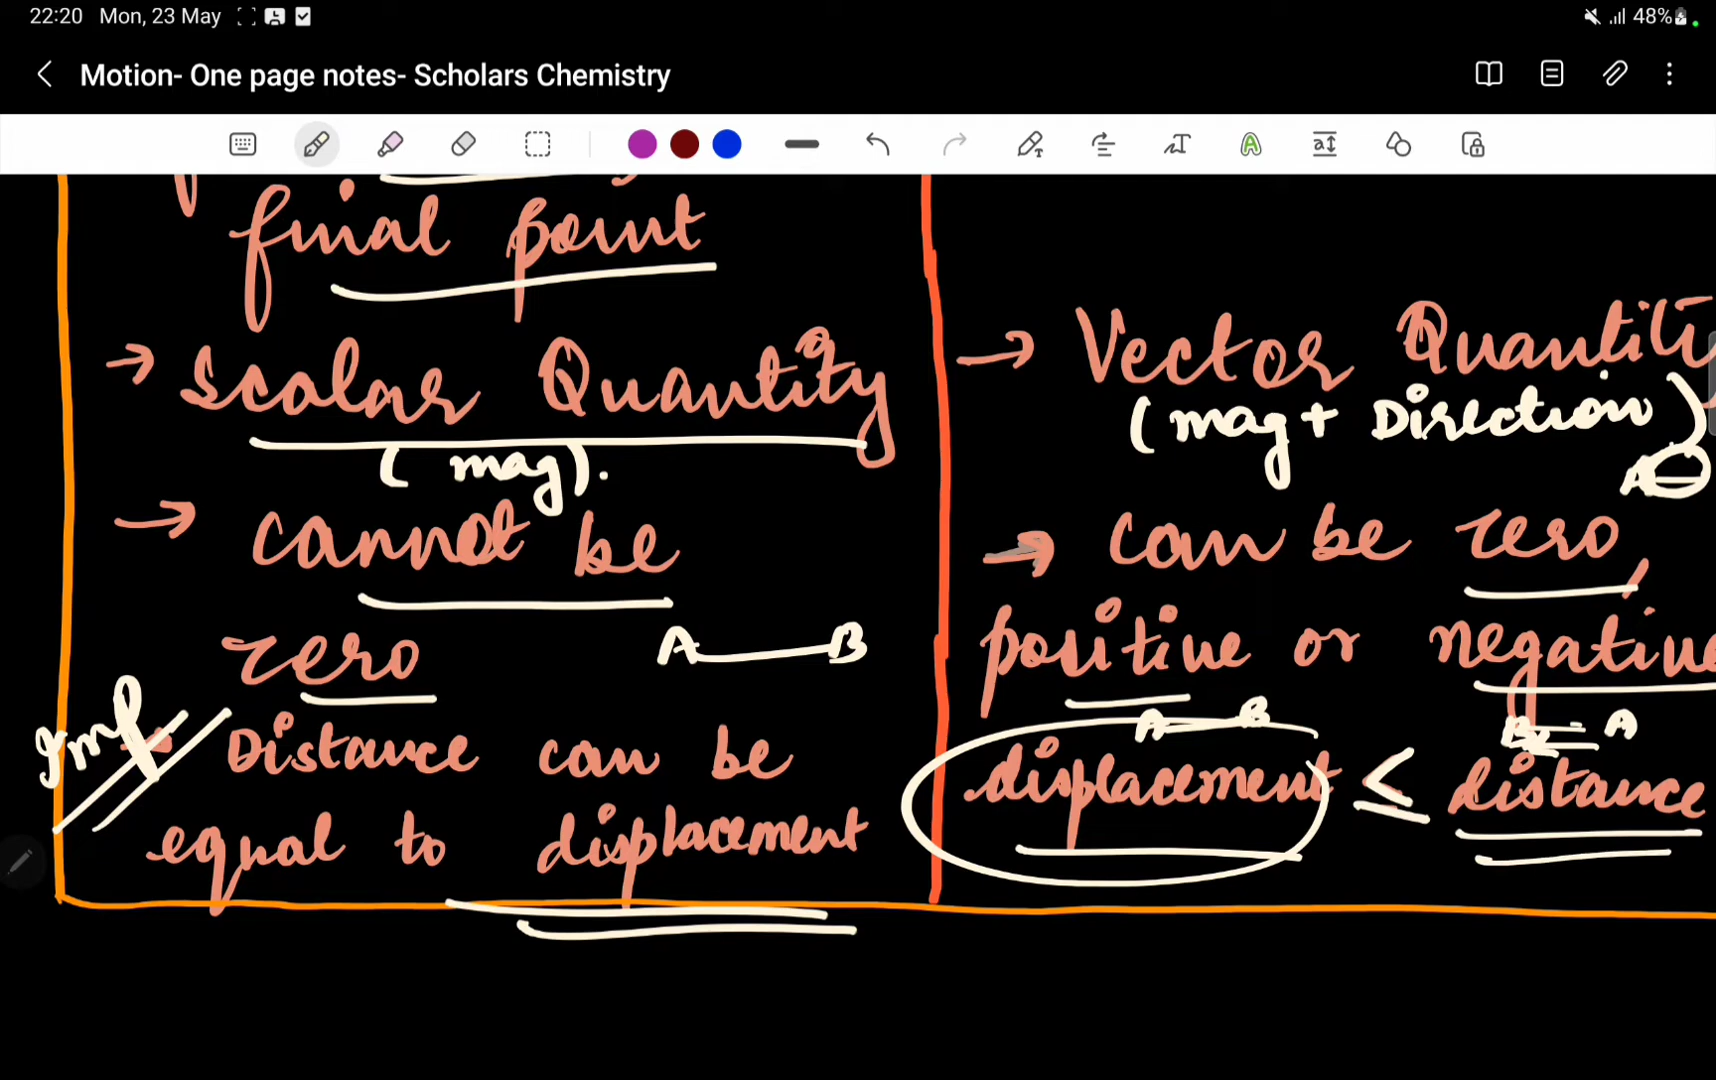 22:20 Mon, 23 May
48%
Motion- One page notes- Scholars Chemistry
final point
→ Scalar Quantity
(mag).
→ cannot be
zero
A B
Imp
Distance can be
equal to displacement
→ Vector Quantity
(mag + Direction)
A
→ can be zero,
positive or negative
A B
B A
displacement ≤ distance